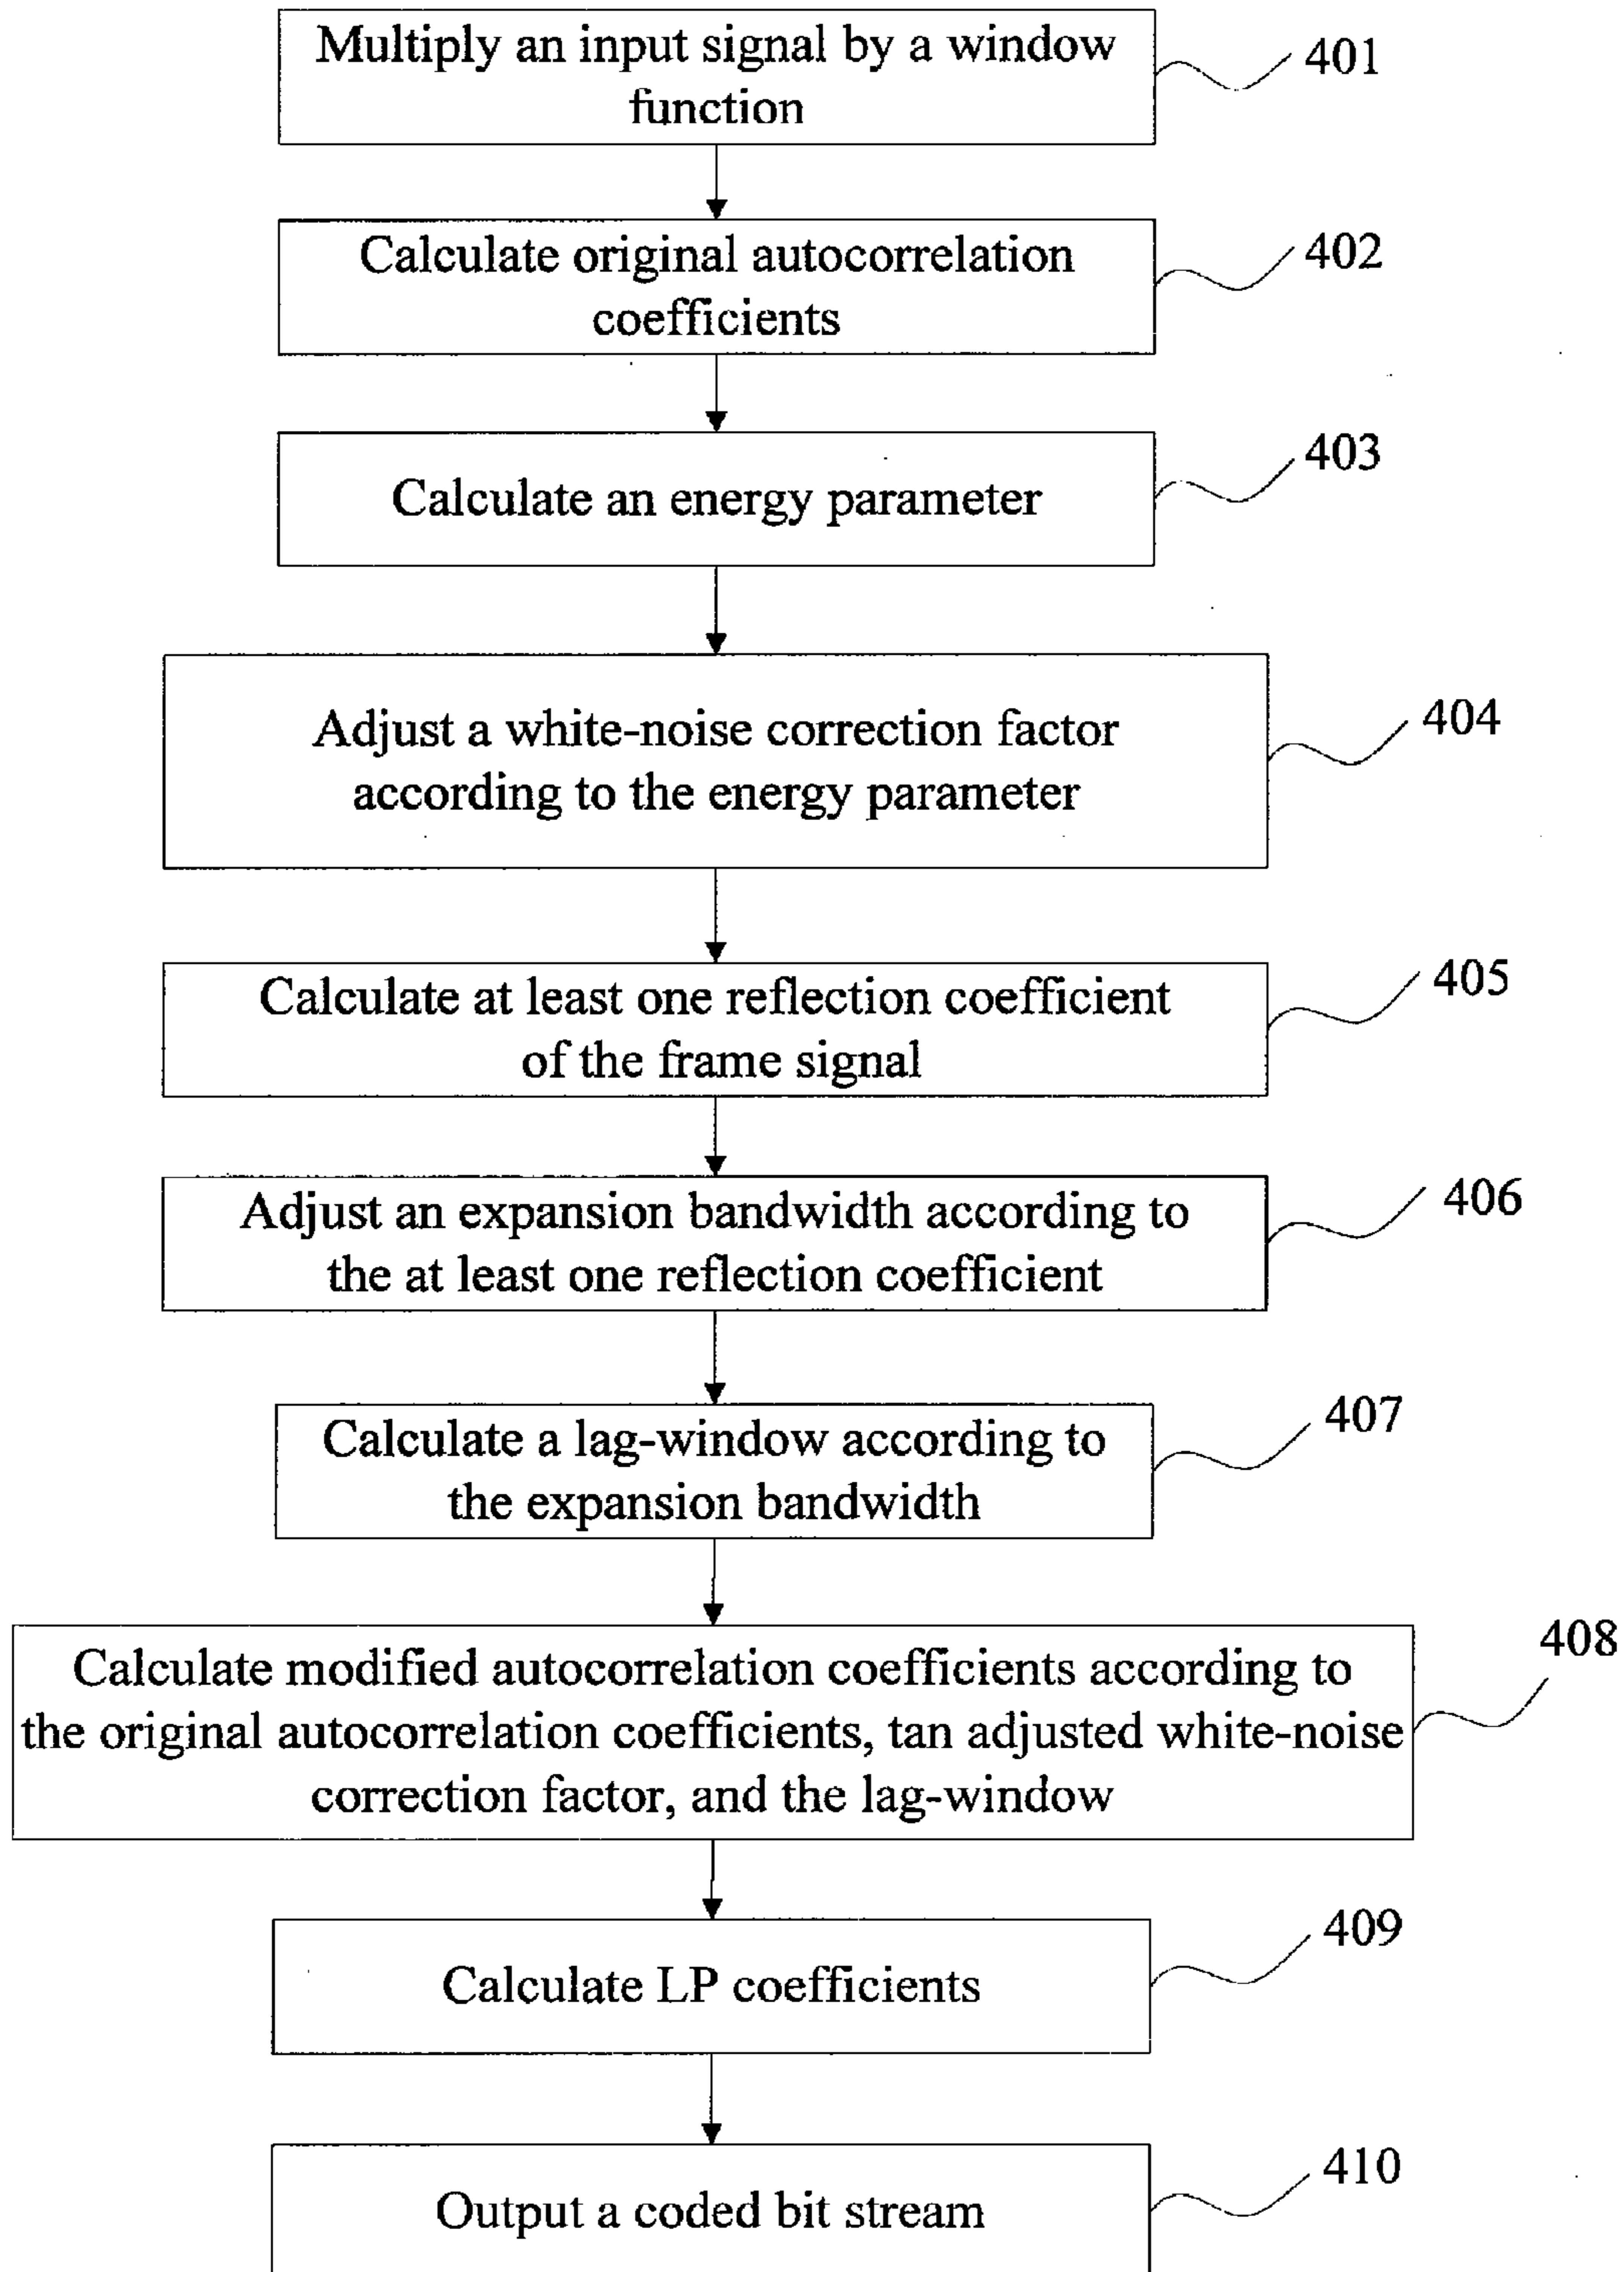 Multiply an input signal by a window
function
401
Calculate original autocorrelation
coefficients
402
Calculate an energy parameter
403
Adjust a white-noise correction factor
according to the energy parameter
404
Calculate at least one reflection coefficient
of the frame signal
405
Adjust an expansion bandwidth according to
the at least one reflection coefficient
406
Calculate a lag-window according to
the expansion bandwidth
407
Calculate modified autocorrelation coefficients according to
the original autocorrelation coefficients, tan adjusted white-noise
correction factor, and the lag-window
408
Calculate LP coefficients
409
Output a coded bit stream
410